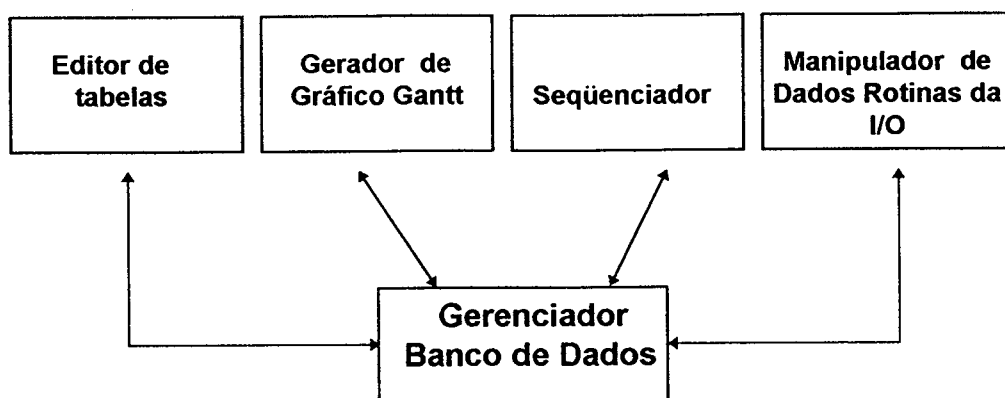 Editor de
tabelas
Gerador de
Gráfico Gantt
Seqüenciador
Manipulador de
Dados Rotinas da
I/O
Gerenciador
Banco de Dados